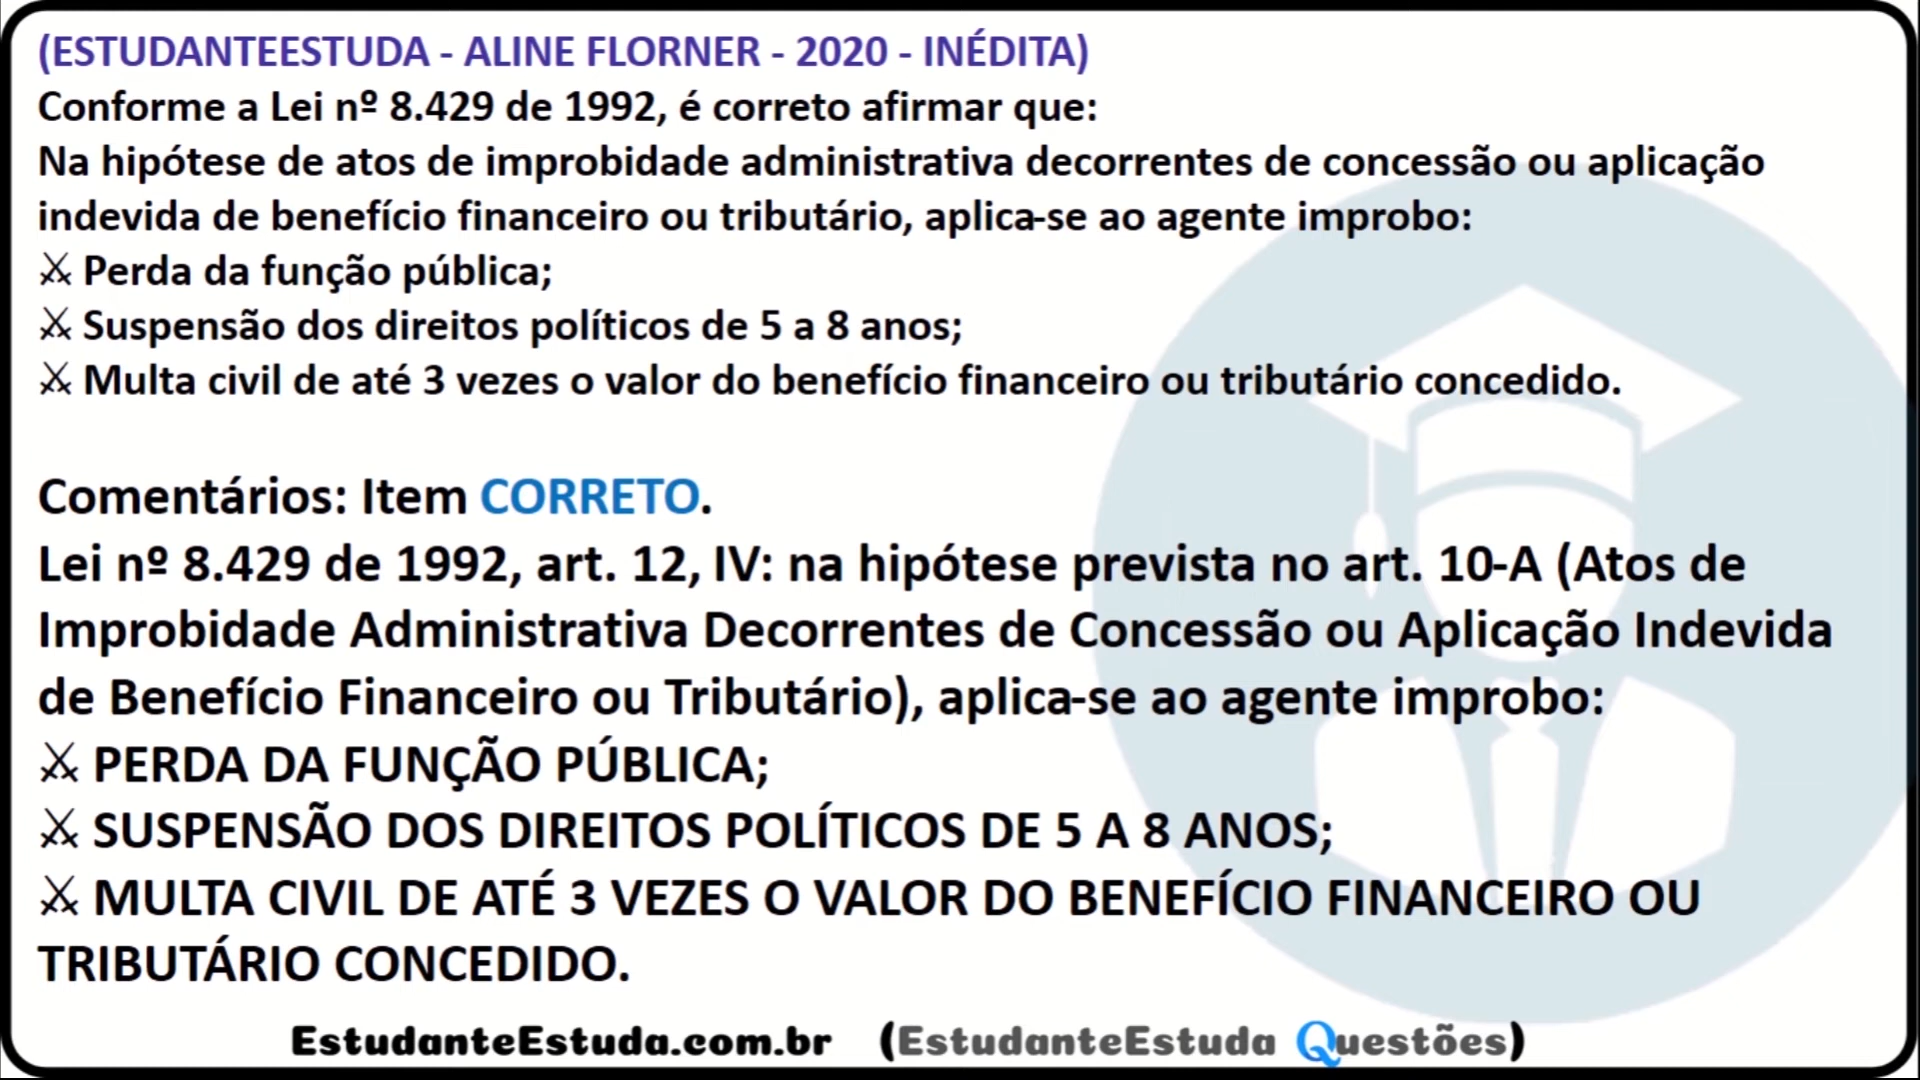 (ESTUDANTEESTUDA - ALINE FLORNER - 2020 - INÉDITA)
Conforme a Lei nº 8.429 de 1992, é correto afirmar que:
Na hipótese de atos de improbidade administrativa decorrentes de concessão ou aplicação
indevida de benefício financeiro ou tributário, aplica-se ao agente improbo:
⚔ Perda da função pública;
⚔ Suspensão dos direitos políticos de 5 a 8 anos;
⚔ Multa civil de até 3 vezes o valor do benefício financeiro ou tributário concedido.
Comentários: Item CORRETO.
Lei nº 8.429 de 1992, art. 12, IV: na hipótese prevista no art. 10-A (Atos de
Improbidade Administrativa Decorrentes de Concessão ou Aplicação Indevida
de Benefício Financeiro ou Tributário), aplica-se ao agente improbo:
⚔ PERDA DA FUNÇÃO PÚBLICA;
⚔ SUSPENSÃO DOS DIREITOS POLÍTICOS DE 5 A 8 ANOS;
⚔ MULTA CIVIL DE ATÉ 3 VEZES O VALOR DO BENEFÍCIO FINANCEIRO OU
TRIBUTÁRIO CONCEDIDO.
EstudanteEstuda.com.br (EstudanteEstuda Questões)